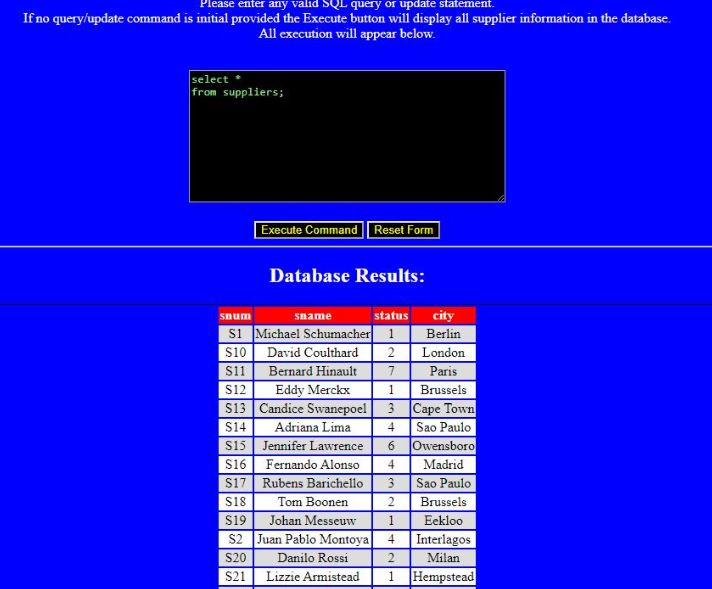 Please enter any valid SQL query or update statement.
If no query/update command is initial provided the Execute button will display all supplier information in the database.
All execution will appear below.
select *
from suppliers;
Execute Command Reset Form
Database Results:
snum sname status city
S1 Michael Schumacher 1 Berlin
S10 David Coulthard 2 London
S11 Bernard Hinault 7 Paris
S12 Eddy Merckx 1 Brussels
S13 Candice Swanepoel 3 Cape Town
S14 Adriana Lima 4 Sao Paulo
S15 Jennifer Lawrence 6 Owensboro
S16 Fernando Alonso 4 Madrid
S17 Rubens Barichello 3 Sao Paulo
S18 Tom Boonen 2 Brussels
S19 Johan Messeuw 1 Eekloo
S2 Juan Pablo Montoya 4 Interlagos
S20 Danilo Rossi 2 Milan
S21 Lizzie Armistead 1 Hempstead